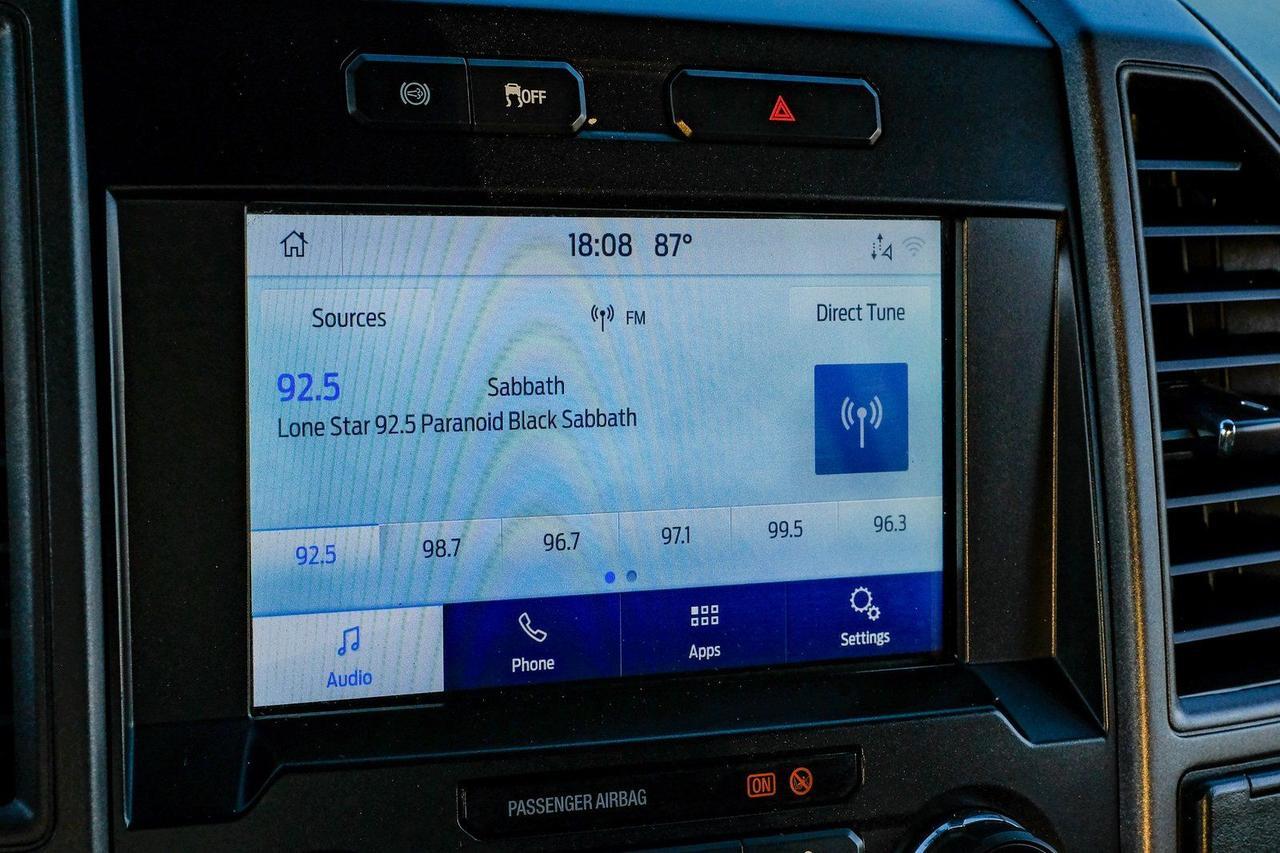 OFF
18:08 87°
Sources
FM
Direct Tune
92.5
Sabbath
Lone Star 92.5 Paranoid Black Sabbath
92.5 98.7 96.7 97.1 99.5 96.3
Audio Phone Apps Settings
PASSENGER AIRBAG ON